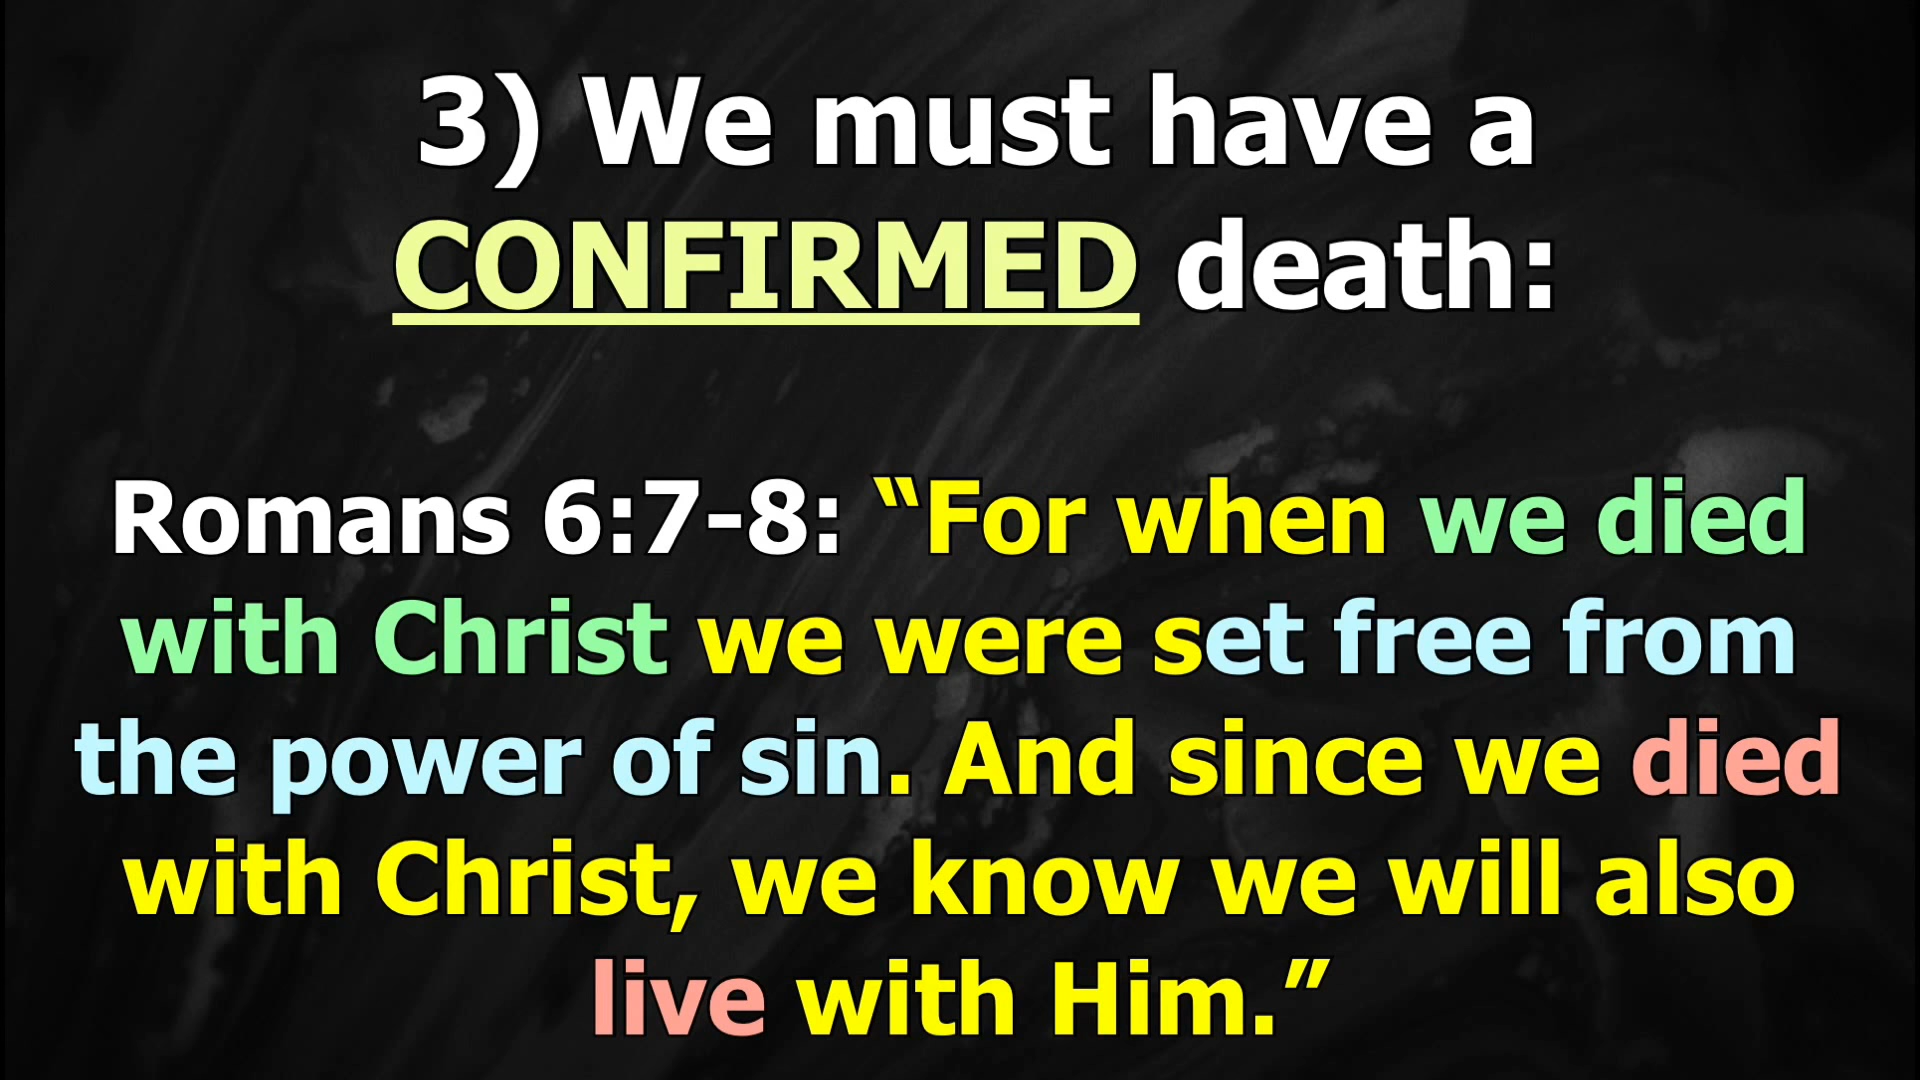 3) We must have a
CONFIRMED death:
Romans 6:7-8: “For when we died
with Christ we were set free from
the power of sin. And since we died
with Christ, we know we will also
live with Him.”